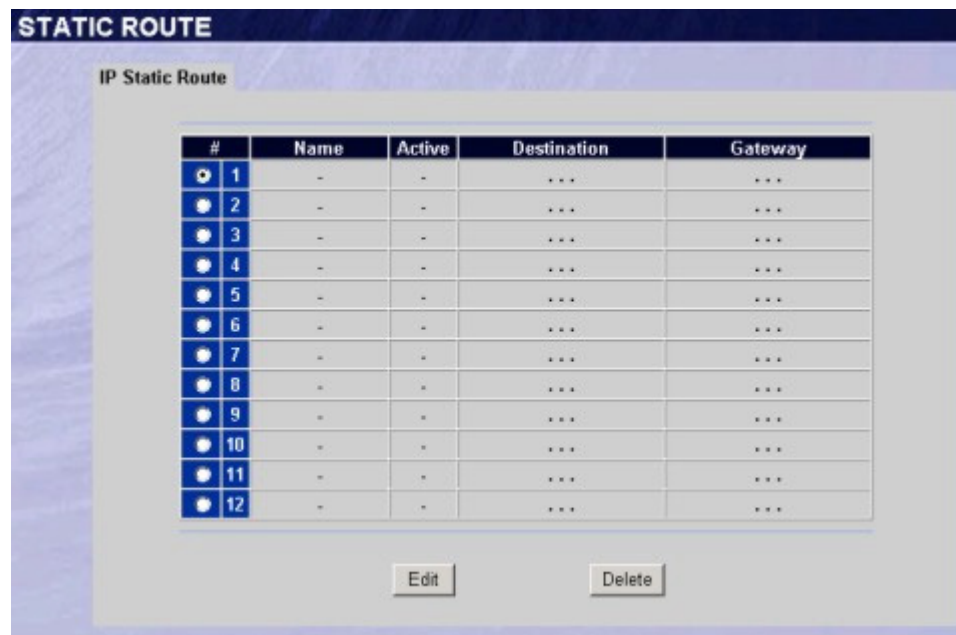 STATIC ROUTE
IP Static Route
# Name Active Destination Gateway
1 - - . . . . . .
2 - - . . . . . .
3 - - . . . . . .
4 - - . . . . . .
5 - - . . . . . .
6 - - . . . . . .
7 - - . . . . . .
8 - - . . . . . .
9 - - . . . . . .
10 - - . . . . . .
11 - - . . . . . .
12 - - . . . . . .
Edit Delete